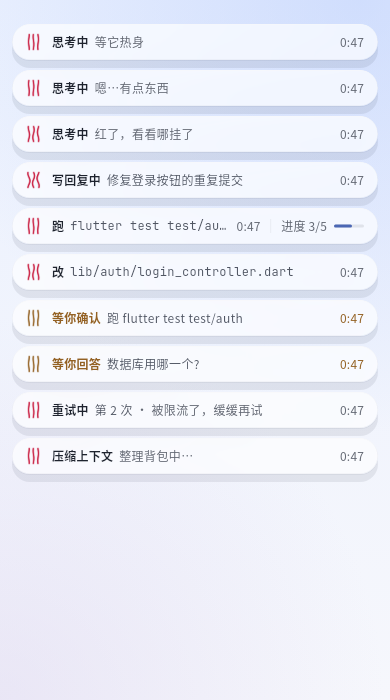 思考中 等它热身 0:47
思考中 嗯…有点东西 0:47
思考中 红了，看看哪挂了 0:47
写回复中 修复登录按钮的重复提交 0:47
跑 flutter test test/au… 0:47 进度 3/5
改 lib/auth/login_controller.dart 0:47
等你确认 跑 flutter test test/auth 0:47
等你回答 数据库用哪一个? 0:47
重试中 第 2 次 · 被限流了，缓缓再试 0:47
压缩上下文 整理背包中… 0:47